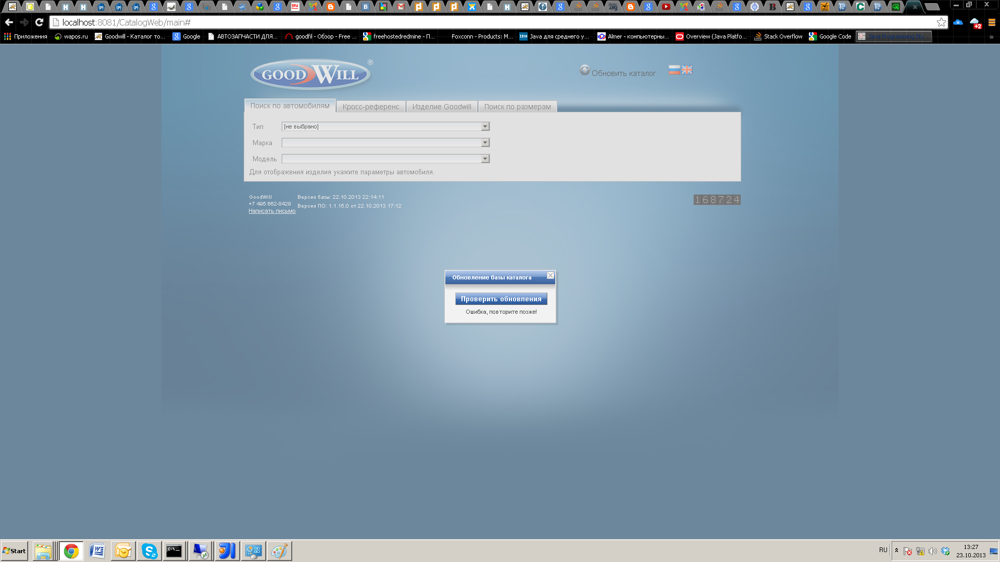 localhost:8081/CatalogWeb/main#
Приложения
wapos.ru
Goodwill - Каталог то...
Google
АВТОЗАПЧАСТИ ДЛЯ...
goodfil - Обзор - Free ...
freehostedredmine - П...
Foxconn - Products: M...
Java для среднего у...
Almer - компьютерны...
Overview (Java Platfo...
Stack Overflow
Google Code
Java Programming Sty...
GOODWILL ®
Обновить каталог
Поиск по автомобилям
Кросс-референс
Изделие Goodwill
Поиск по размерам
Тип
[не выбрано]
Марка
Модель
Для отображения изделия укажите параметры автомобиля.
GoodWill
+7 495 662-8429
Написать письмо
Версия базы: 22.10.2013 22:14:11
Версия ПО: 1.1.15.0 от 22.10.2013 17:12
168724
Обновление базы каталога
Проверить обновления
Ошибка, повторите позже!
Start
RU
13:27
23.10.2013